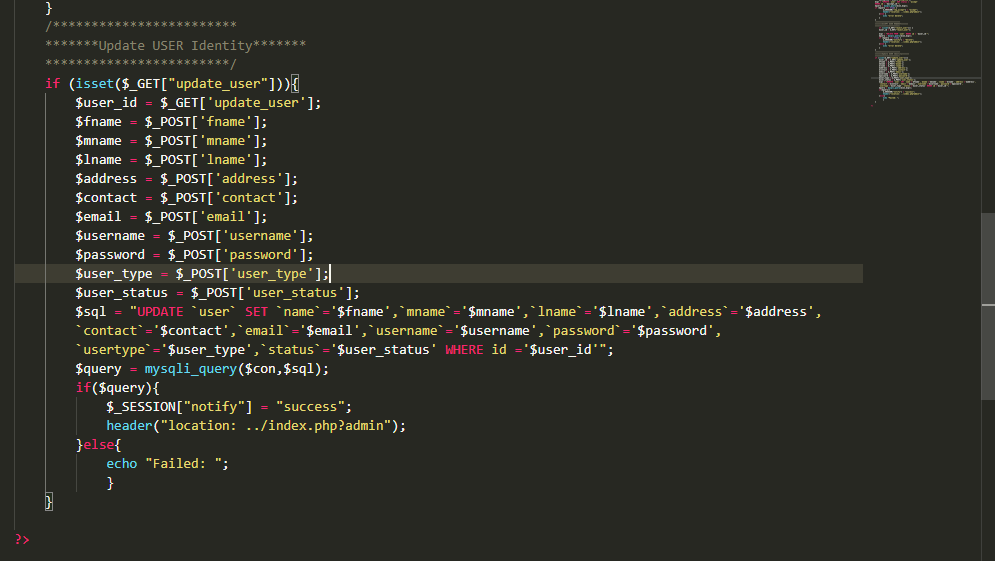 }
/************************
*******Update USER Identity*******
************************/
if (isset($_GET["update_user"])){
$user_id = $_GET['update_user'];
$fname = $_POST['fname'];
$mname = $_POST['mname'];
$lname = $_POST['lname'];
$address = $_POST['address'];
$contact = $_POST['contact'];
$email = $_POST['email'];
$username = $_POST['username'];
$password = $_POST['password'];
$user_type = $_POST['user_type'];
$user_status = $_POST['user_status'];
$sql = "UPDATE `user` SET `name`='$fname',`mname`='$mname',`lname`='$lname',`address`='$address',
`contact`='$contact',`email`='$email',`username`='$username',`password`='$password',
`usertype`='$user_type',`status`='$user_status' WHERE id ='$user_id'";
$query = mysqli_query($con,$sql);
if($query){
$_SESSION["notify"] = "success";
header("location: ../index.php?admin");
}else{
echo "Failed: ";
}
}
?>